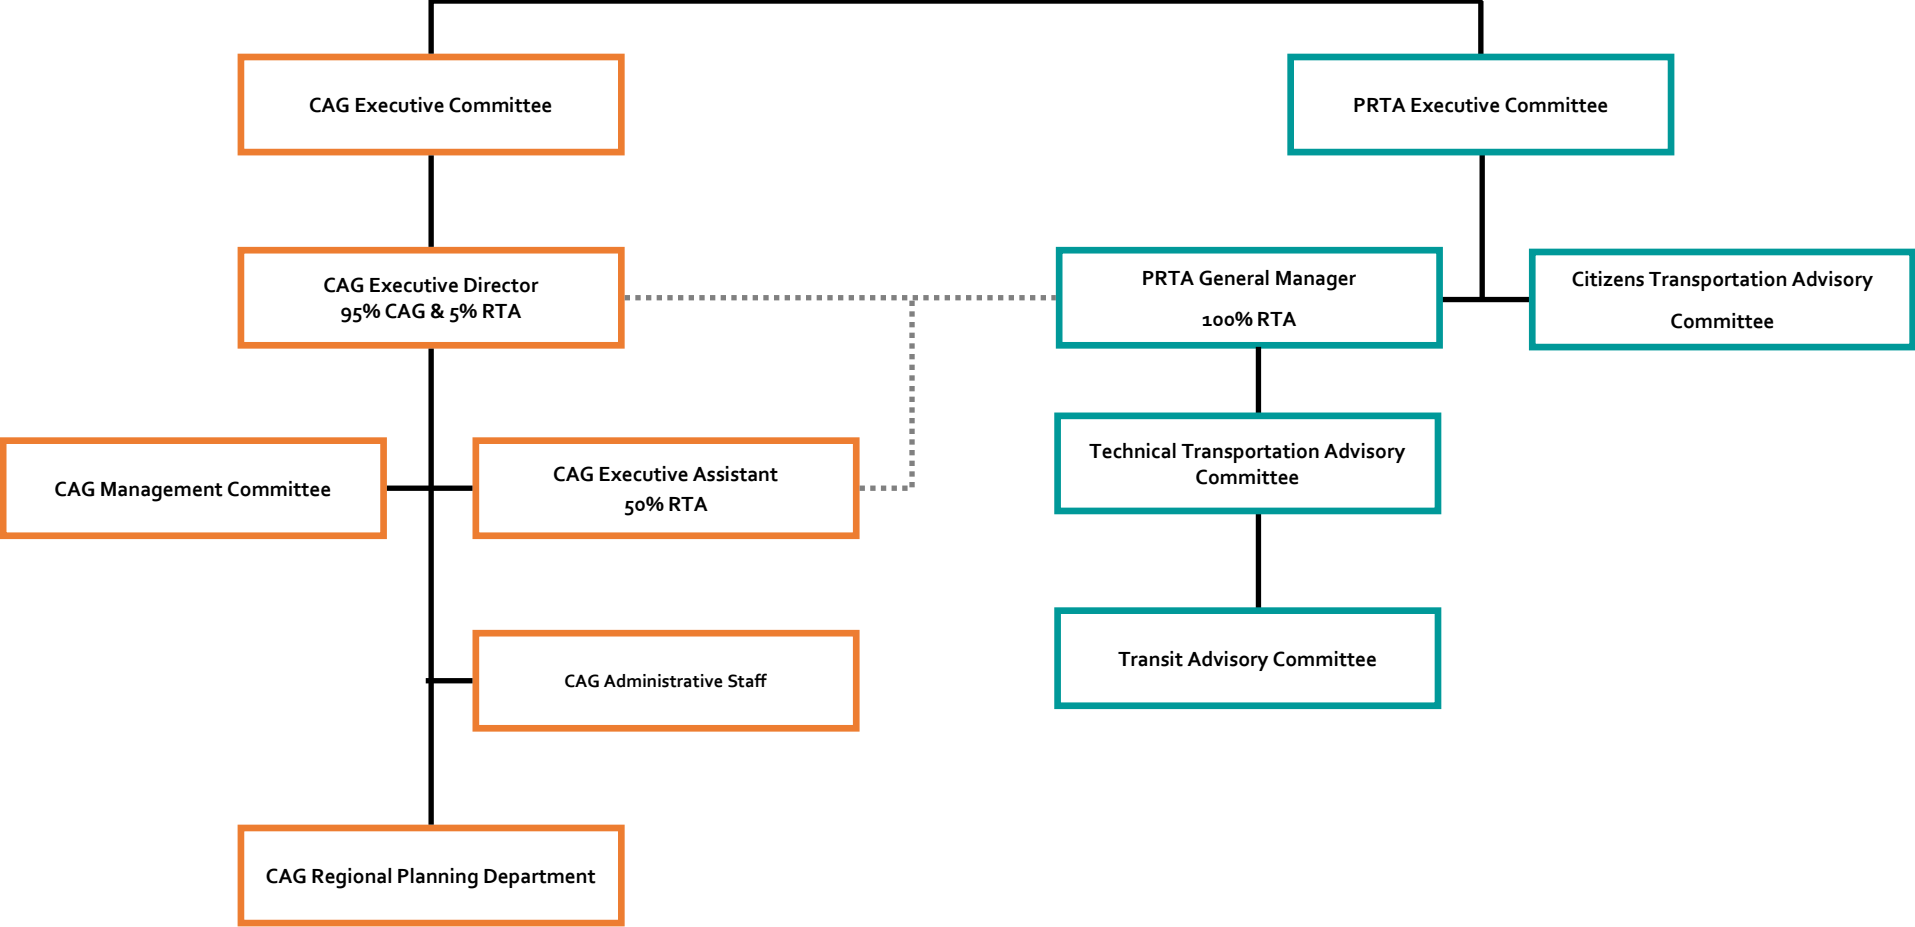 CAG Executive Committee
PRTA Executive Committee
CAG Executive Director
95% CAG & 5% RTA
PRTA General Manager
100% RTA
Citizens Transportation Advisory
Committee
CAG Management Committee
CAG Executive Assistant
50% RTA
Technical Transportation Advisory
Committee
CAG Administrative Staff
Transit Advisory Committee
CAG Regional Planning Department